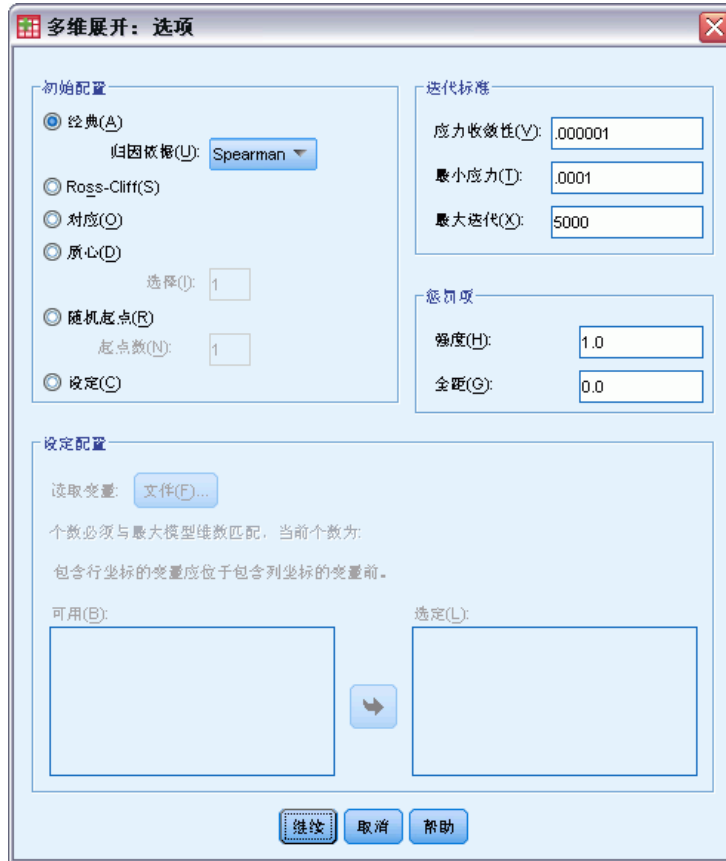 多维展开：选项
初始配置
经典(A)
归因依据(U): Spearman
Ross-Cliff(S)
对应(O)
质心(D)
选择(I): 1
随机起点(R)
起点数(N): 1
设定(C)
迭代标准
应力收敛性(V): .000001
最小应力(T): .0001
最大迭代(X): 5000
惩罚项
强度(H): 1.0
全距(G): 0.0
设定配置
读取变量: 文件(F)...
个数必须与最大模型维数匹配，当前个数为:
包含行坐标的变量应位于包含列坐标的变量前。
可用(B):
选定(L):
继续 取消 帮助